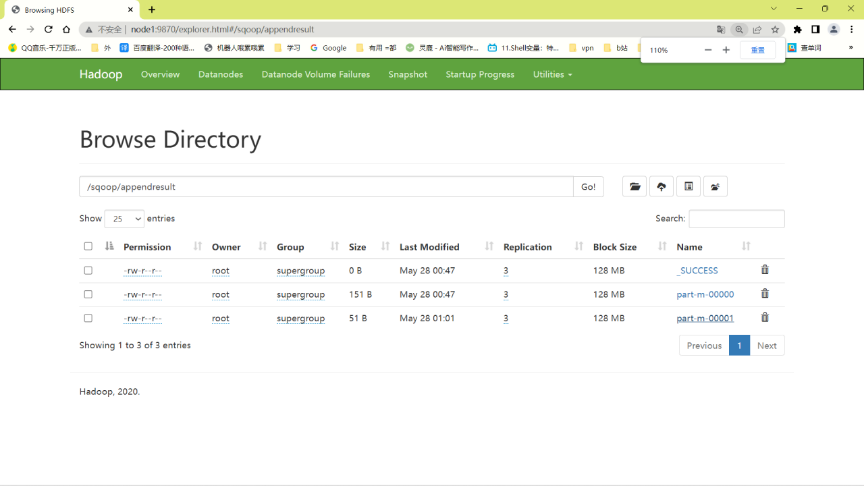 Browsing HDFS
不安全 node1:9870/explorer.html#/sqoop/appendresult
QQ音乐-千万正版... 外 百度翻译-200种语... 机器人啵累啵累 学习 Google 有用 =部 灵鹿 - Ai智能写作... 11.Shell变量：特... vpn b站 查单词 »
110% 重置
Hadoop Overview Datanodes Datanode Volume Failures Snapshot Startup Progress Utilities
Browse Directory
/sqoop/appendresult Go!
Show 25 entries Search:
Permission Owner Group Size Last Modified Replication Block Size Name
-rw-r--r-- root supergroup 0 B May 28 00:47 3 128 MB _SUCCESS
-rw-r--r-- root supergroup 151 B May 28 00:47 3 128 MB part-m-00000
-rw-r--r-- root supergroup 51 B May 28 01:01 3 128 MB part-m-00001
Showing 1 to 3 of 3 entries Previous 1 Next
Hadoop, 2020.